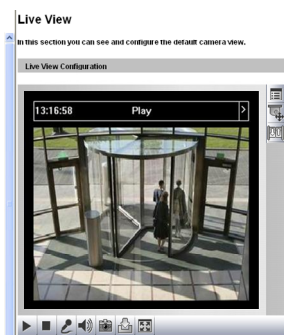 Live View
In this section you can see and configure the default camera view.
Live View Configuration
13:16:58 Play >